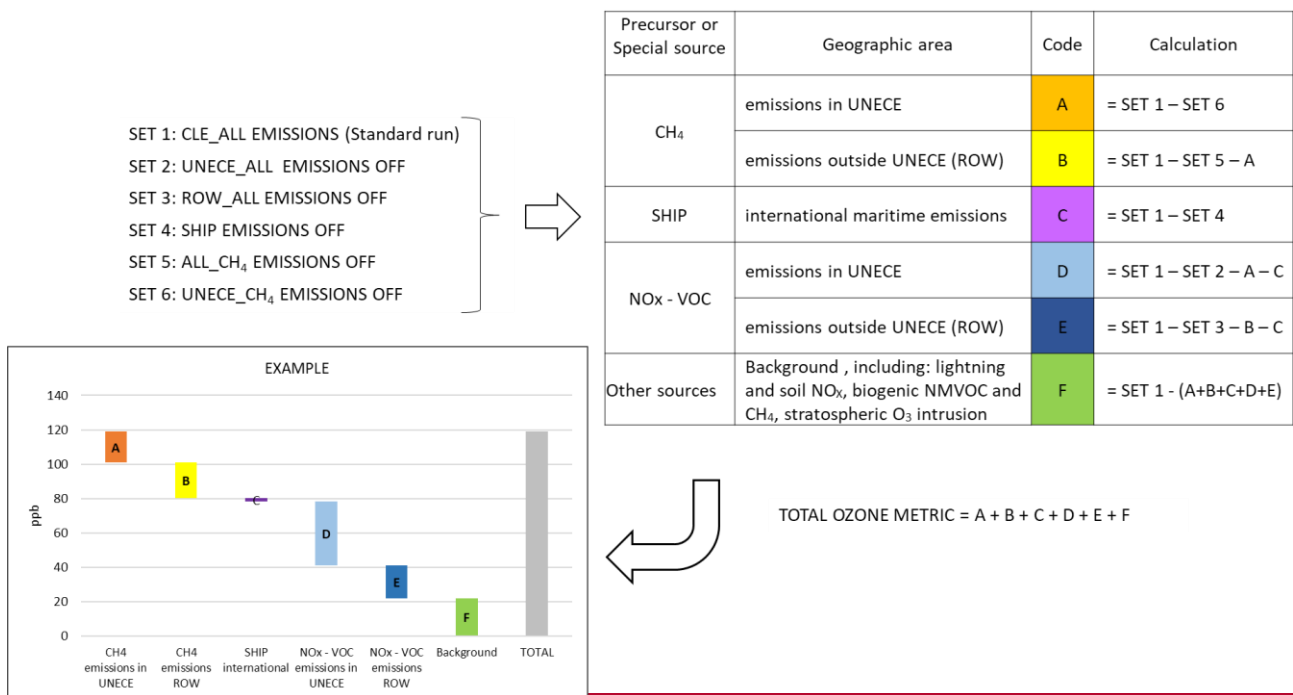 SET 1: CLE_ALL EMISSIONS (Standard run)
SET 2: UNECE_ALL  EMISSIONS OFF
SET 3: ROW_ALL EMISSIONS OFF
SET 4: SHIP EMISSIONS OFF
SET 5: ALL_CH₄ EMISSIONS OFF
SET 6: UNECE_CH₄ EMISSIONS OFF
Precursor or
Special source
Geographic area
Code
Calculation
CH₄
emissions in UNECE
A
= SET 1 – SET 6
emissions outside UNECE (ROW)
B
= SET 1 – SET 5 – A
SHIP
international maritime emissions
C
= SET 1 – SET 4
NOx - VOC
emissions in UNECE
D
= SET 1 – SET 2 – A – C
emissions outside UNECE (ROW)
E
= SET 1 – SET 3 – B – C
Other sources
Background , including: lightning
and soil NOₓ, biogenic NMVOC and
CH₄, stratospheric O₃ intrusion
F
= SET 1 - (A+B+C+D+E)
TOTAL OZONE METRIC = A + B + C + D + E + F
EXAMPLE
ppb
140
120
100
80
60
40
20
0
A
B
C
D
E
F
CH4
emissions in
UNECE
CH4
emissions
ROW
SHIP
international
NOx - VOC
emissions in
UNECE
NOx - VOC
emissions
ROW
Background
TOTAL